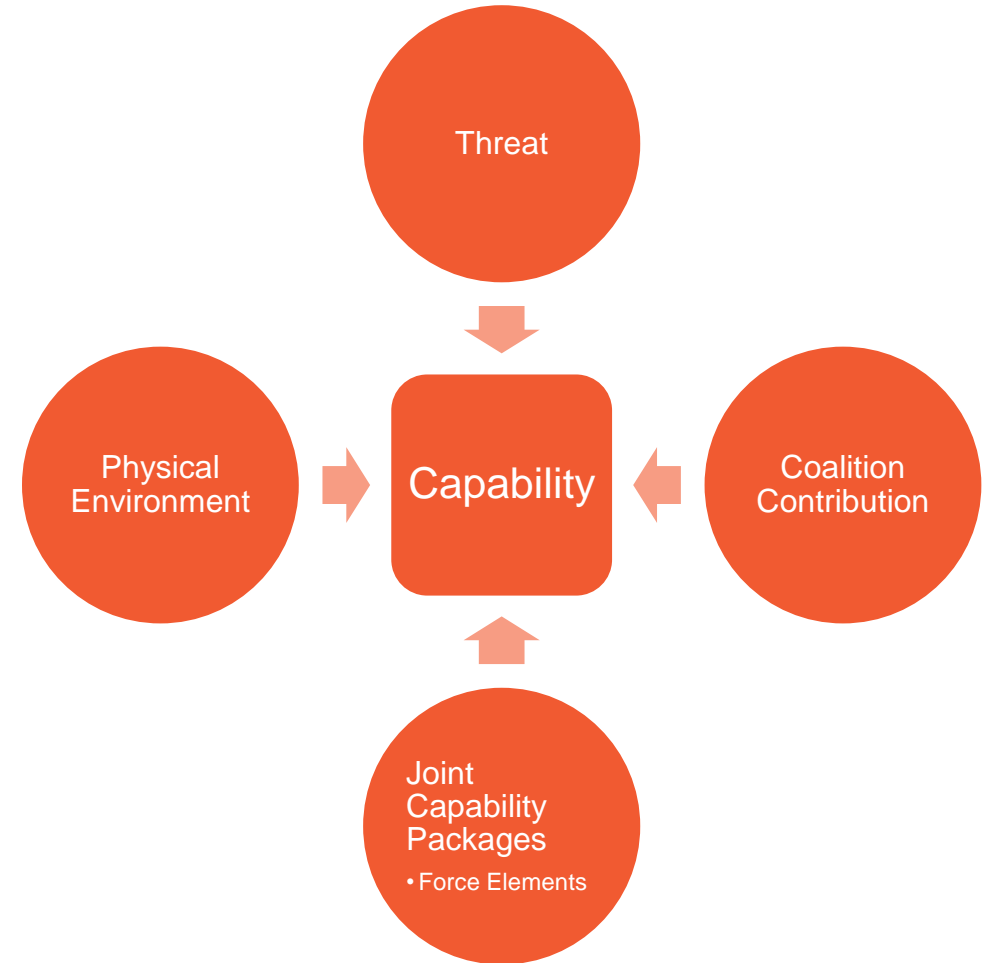 Threat
Physical
Environment
Capability
Coalition
Contribution
Joint
Capability
Packages
• Force Elements